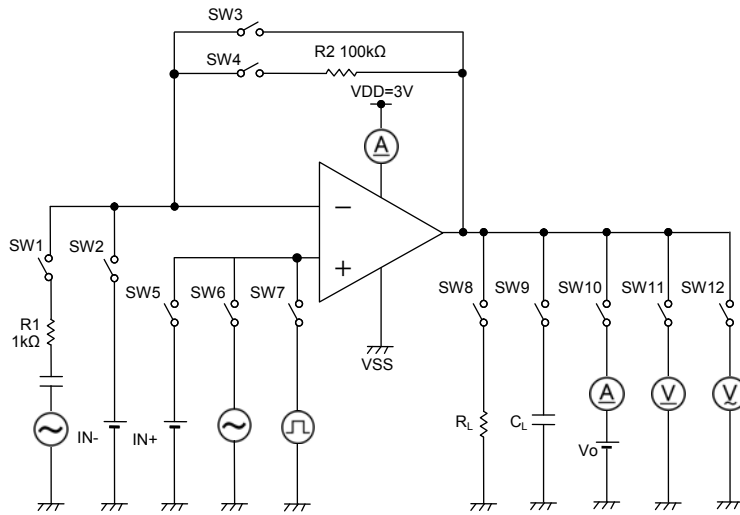 SW3
R2 100kΩ
SW4
VDD=3V
A
−
+
SW1
SW2
SW5
SW6
SW7
SW8
SW9
SW10
SW11
SW12
R1
1kΩ
VSS
A
V
V
IN-
IN+
RL
CL
Vo